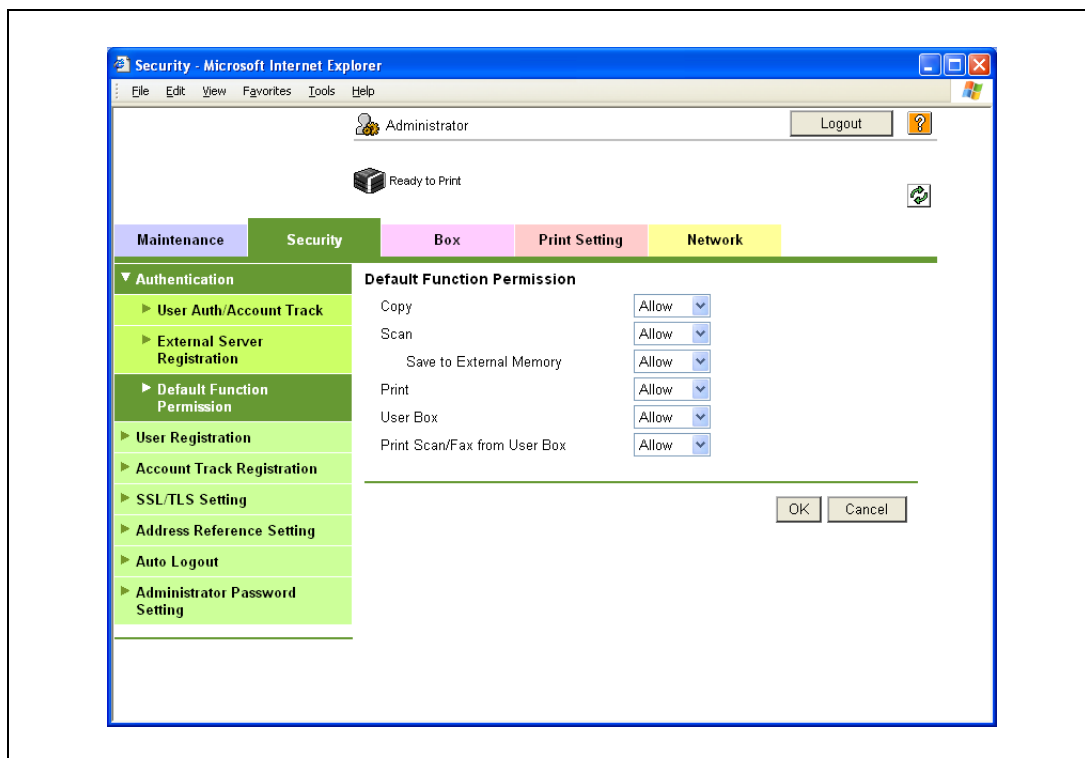 Security - Microsoft Internet Explorer
File Edit View Favorites Tools Help
Administrator
Logout
?
Ready to Print
Maintenance
Security
Box
Print Setting
Network
Authentication
User Auth/Account Track
External Server
Registration
Default Function
Permission
User Registration
Account Track Registration
SSL/TLS Setting
Address Reference Setting
Auto Logout
Administrator Password
Setting
Default Function Permission
Copy Allow
Scan Allow
Save to External Memory Allow
Print Allow
User Box Allow
Print Scan/Fax from User Box Allow
OK Cancel